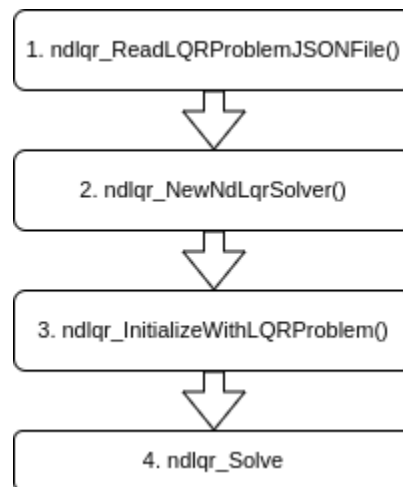 1. ndlqr_ReadLQRProblemJSONFile()
2. ndlqr_NewNdLqrSolver()
3. ndlqr_InitializeWithLQRProblem()
4. ndlqr_Solve